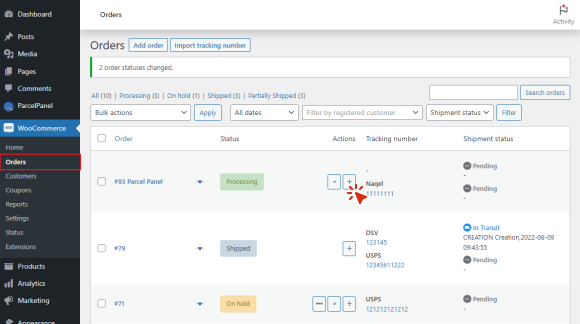 Dashboard
Posts
Media
Pages
Comments
ParcelPanel
WooCommerce
Home
Orders
Customers
Coupons
Reports
Settings
Status
Extensions
Products
Analytics
Marketing
Appearance
Orders
Activity
Orders
Add order
Import tracking number
2 order statuses changed.
All (10) | Processing (3) | On hold (1) | Shipped (3) | Partially Shipped (3)
Search orders
Bulk actions
Apply
All dates
Filter by registered customer
Shipment status
Filter
Order Status Actions Tracking number Shipment status
#93 Parcel Panel
Processing
-
Naqel
11111111
Pending
-
Pending
-
#79
Shipped
DSV
123145
USPS
12345611222
In Transit
CREATION Creation,2022-08-09
09:43:55
Pending
-
#71
On hold
USPS
121212121212
Pending
-